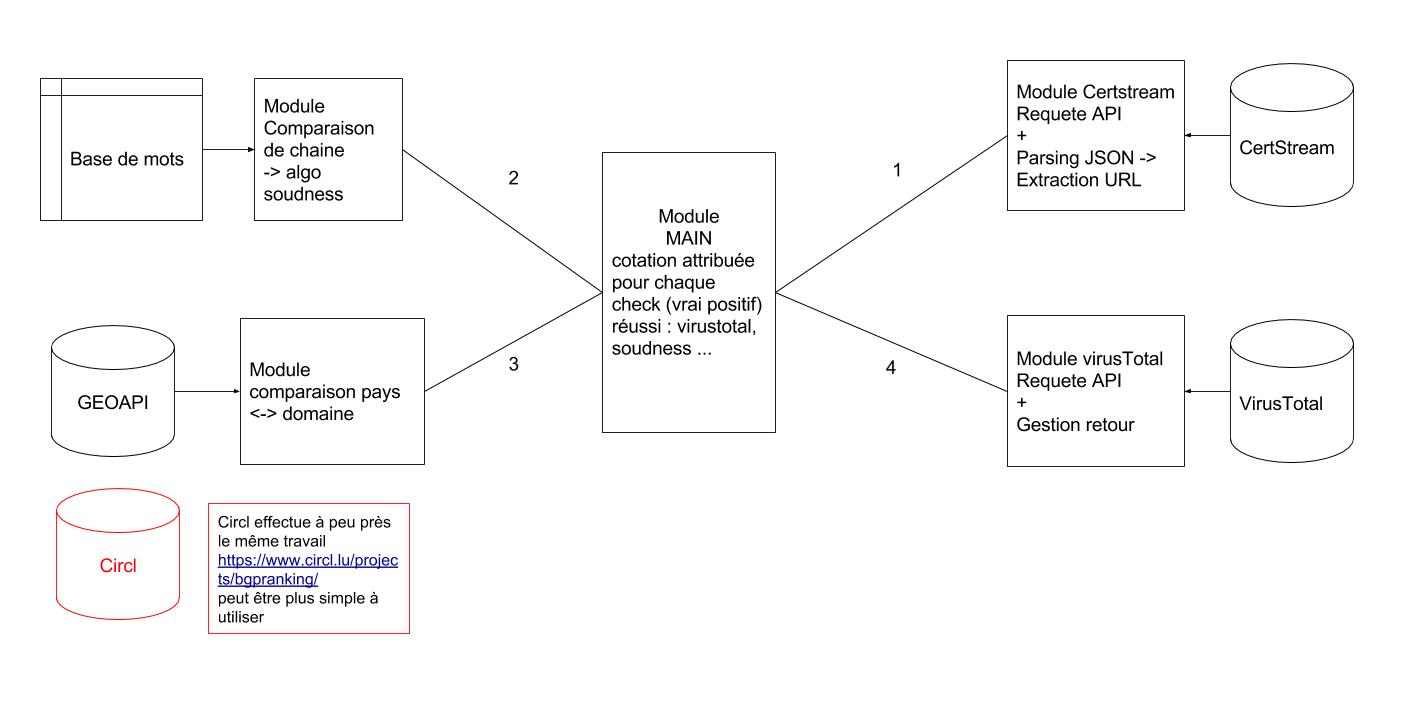 Base de mots
Module
Comparaison
de chaine
-> algo
soudness
2
Module
MAIN
cotation attribuée
pour chaque
check (vrai positif)
réussi : virustotal,
soudness ...
1
Module Certstream
Requete API
+
Parsing JSON ->
Extraction URL
CertStream
GEOAPI
Module
comparaison pays
<-> domaine
3
4
Module virusTotal
Requete API
+
Gestion retour
VirusTotal
Circl
Circl effectue à peu près
le même travail
https://www.circl.lu/projec
ts/bgpranking/
peut être plus simple à
utiliser